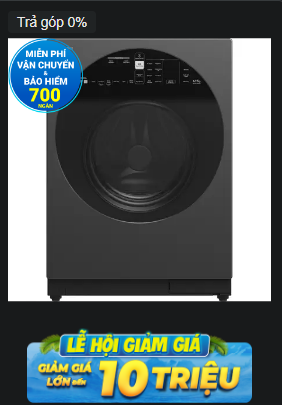 Trả góp 0%
MIỄN PHÍ
VẬN CHUYỂN
&
BẢO HIỂM
700
NGÀN
LỄ HỘI GIẢM GIÁ
GIẢM GIÁ
LỚN đến
10 TRIỆU